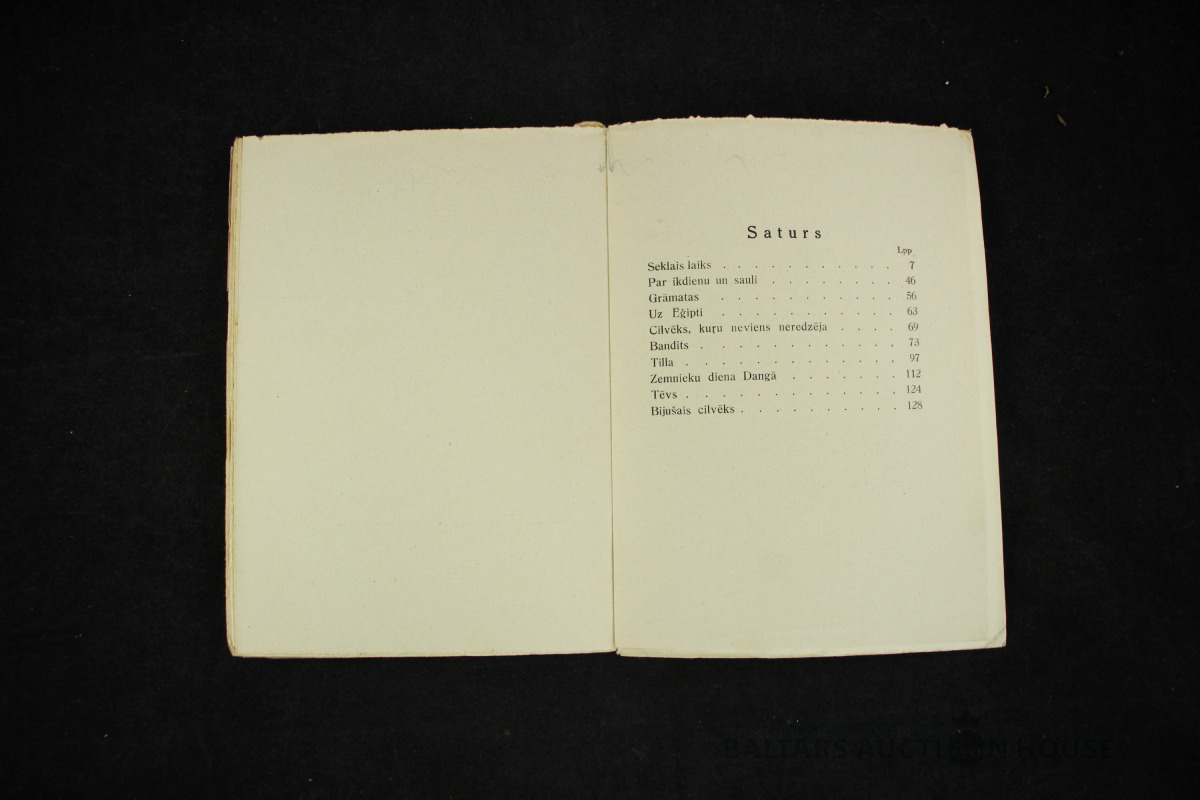 Saturs
Lpp
Seklais laiks . . . . . . . . . . . 7
Par ikdienu un sauli . . . . . . . . 46
Grāmatas . . . . . . . . . . . 56
Uz Ēģipti . . . . . . . . . . . 63
Cilvēks, kuŗu neviens neredzēja . . . . 69
Bandīts . . . . . . . . . . . . 73
Tilla . . . . . . . . . . . . . 97
Zemnieku diena Dangā . . . . . . . 112
Tēvs . . . . . . . . . . . . . 124
Bijušais cilvēks . . . . . . . . . . 128
BALTARS AUCTION HOUSE